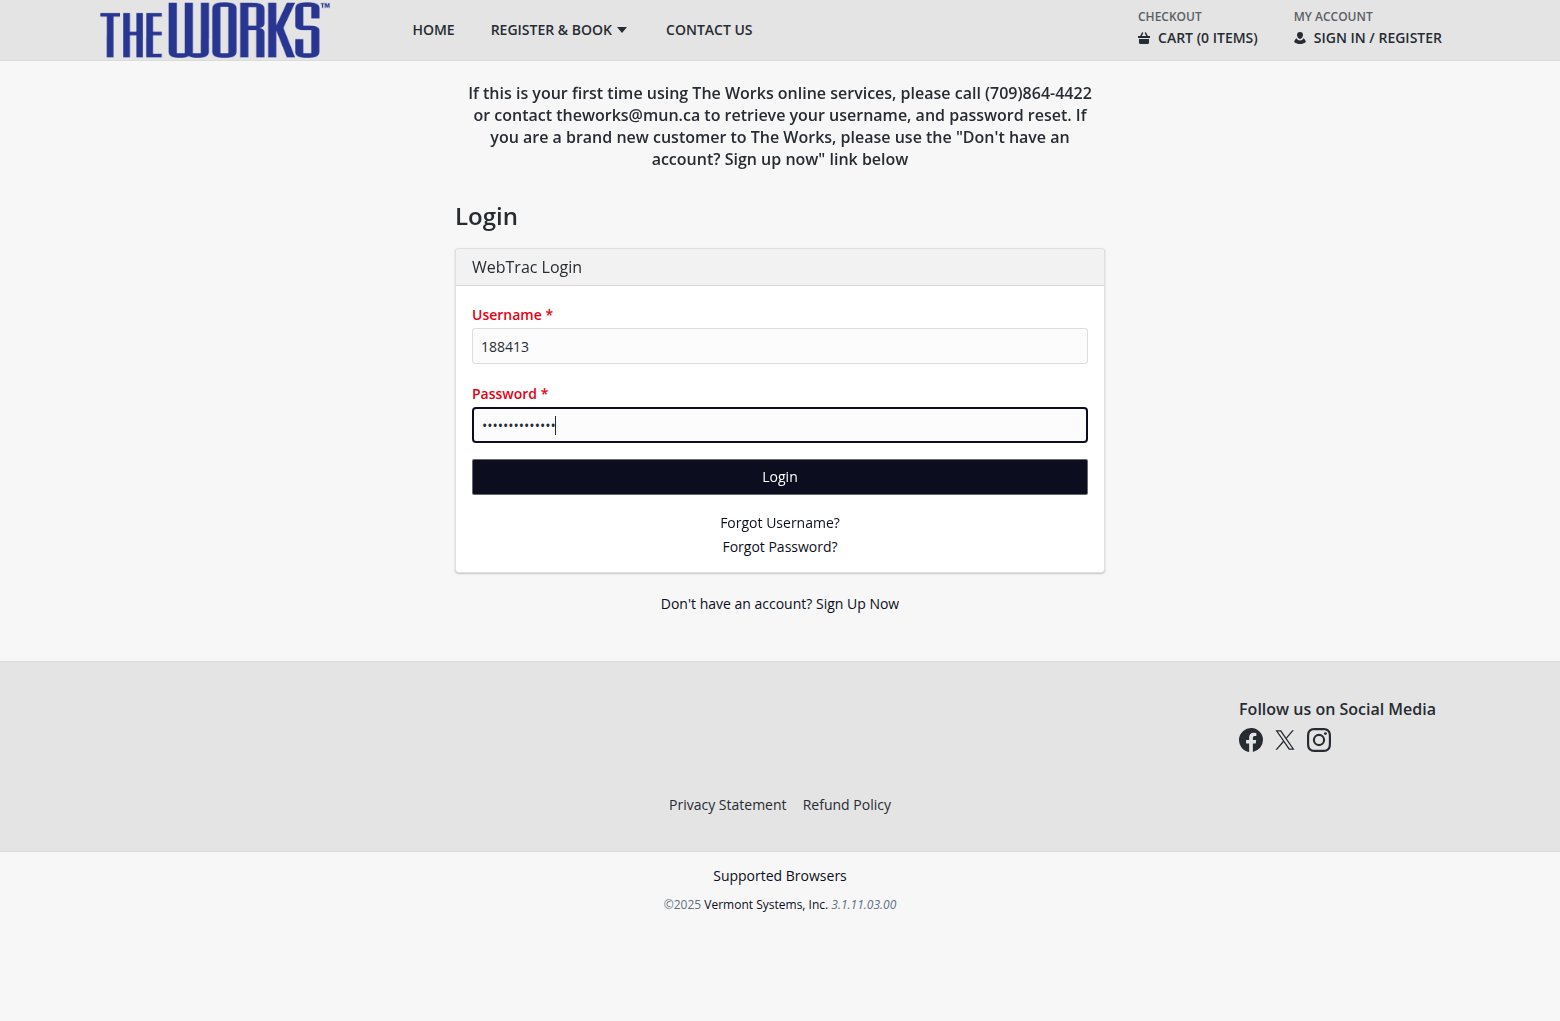 THE WORKS™
HOME
REGISTER & BOOK
CONTACT US
CHECKOUT
CART (0 ITEMS)
MY ACCOUNT
SIGN IN / REGISTER
If this is your first time using The Works online services, please call (709)864-4422
or contact theworks@mun.ca to retrieve your username, and password reset. If
you are a brand new customer to The Works, please use the "Don't have an
account? Sign up now" link below
Login
WebTrac Login
Username *
188413
Password *
••••••••••••••
Login
Forgot Username?
Forgot Password?
Don't have an account? Sign Up Now
Follow us on Social Media
Privacy Statement Refund Policy
Supported Browsers
©2025 Vermont Systems, Inc. 3.1.11.03.00